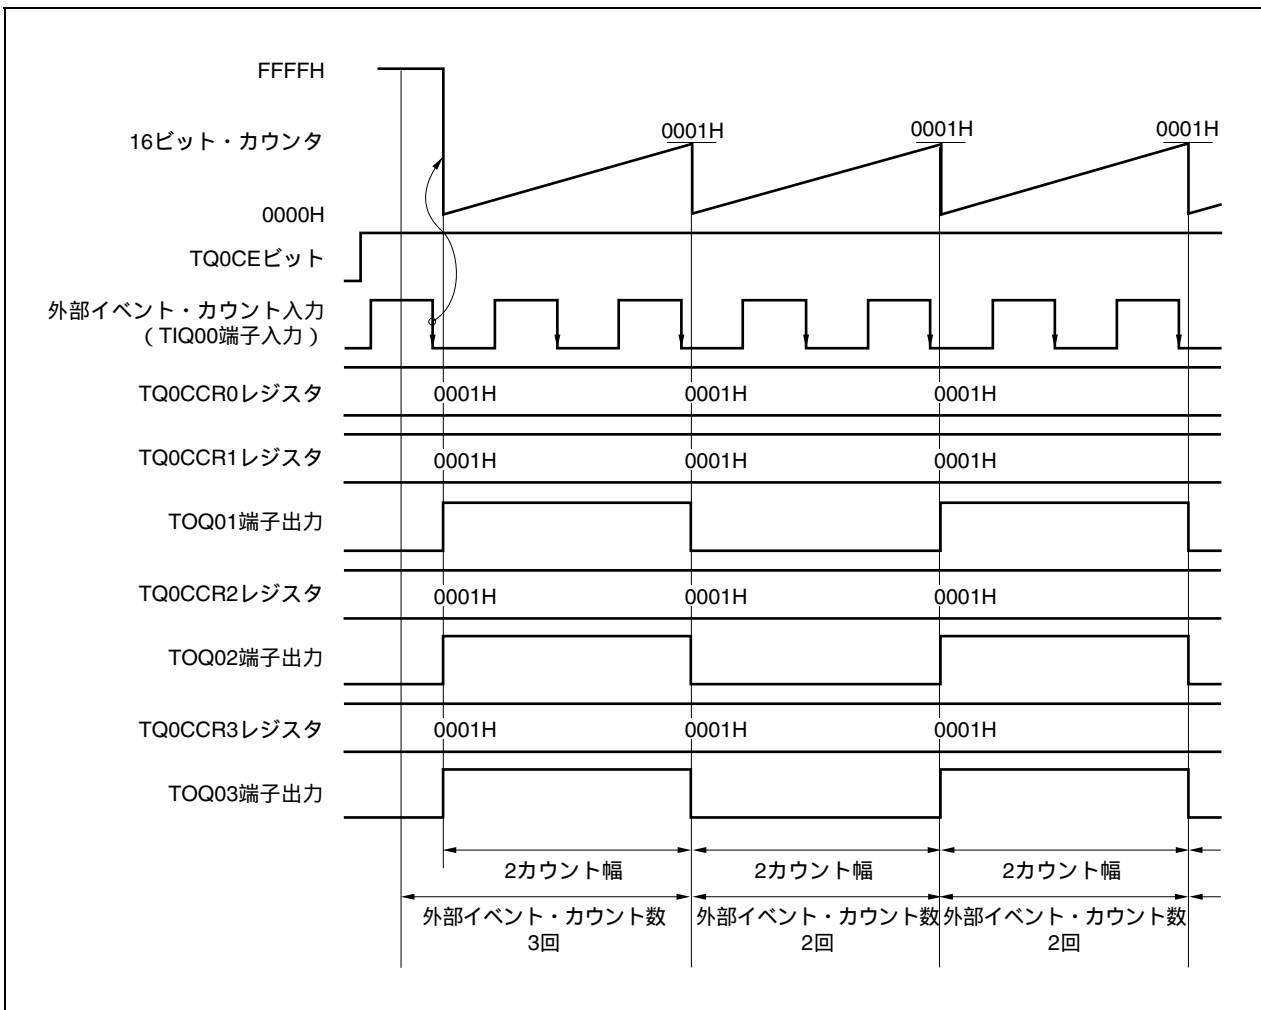 FFFFH
16ビット・カウンタ
0001H 0001H 0001H
0000H
TQ0CEビット
外部イベント・カウント入力
（TIQ00端子入力）
TQ0CCR0レジスタ 0001H 0001H 0001H
TQ0CCR1レジスタ 0001H 0001H 0001H
TOQ01端子出力
TQ0CCR2レジスタ 0001H 0001H 0001H
TOQ02端子出力
TQ0CCR3レジスタ 0001H 0001H 0001H
TOQ03端子出力
2カウント幅 2カウント幅 2カウント幅
外部イベント・カウント数 外部イベント・カウント数 外部イベント・カウント数
3回 2回 2回